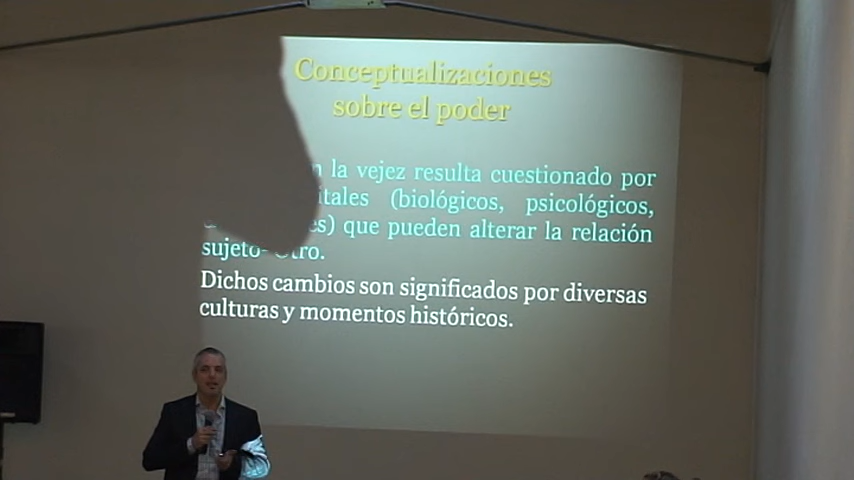 Conceptualizaciones
sobre el poder
la vejez resulta cuestionado por
(biológicos, psicológicos,
que pueden alterar la relación
sujeto-
Dichos cambios son significados por diversas
culturas y momentos históricos.